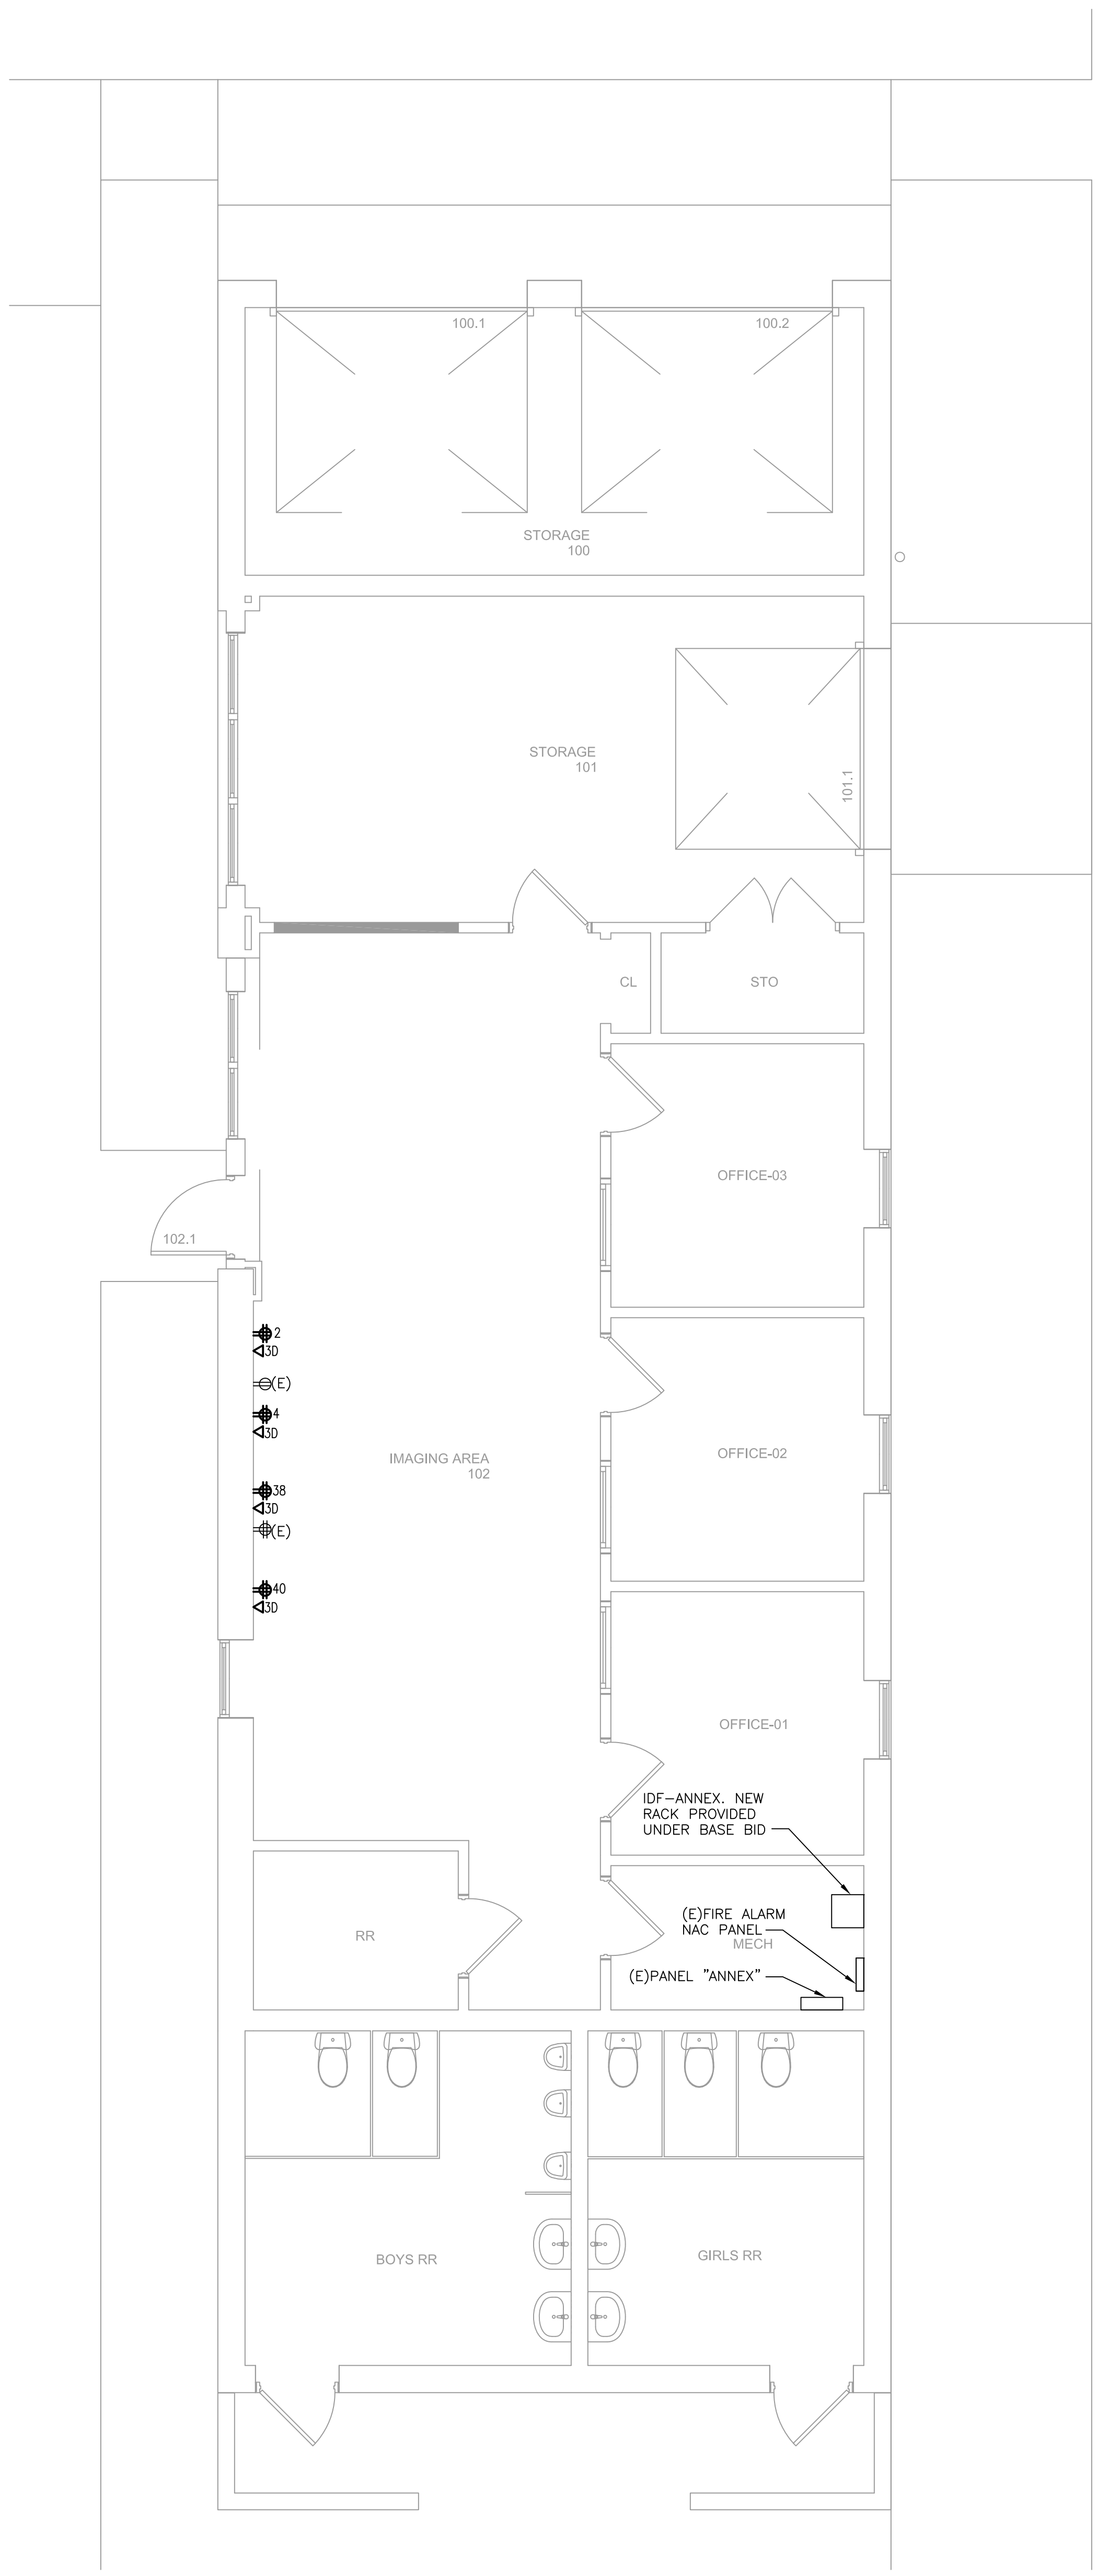 100.1
100.2
STORAGE
100
STORAGE
101
101.1
CL
STO
OFFICE-03
102.1
2
3D
(E)
4
3D
OFFICE-02
IMAGING AREA
102
38
3D
(E)
40
3D
OFFICE-01
IDF-ANNEX. NEW
RACK PROVIDED
UNDER BASE BID
(E)FIRE ALARM
NAC PANEL
MECH
RR
(E)PANEL "ANNEX"
BOYS RR
GIRLS RR